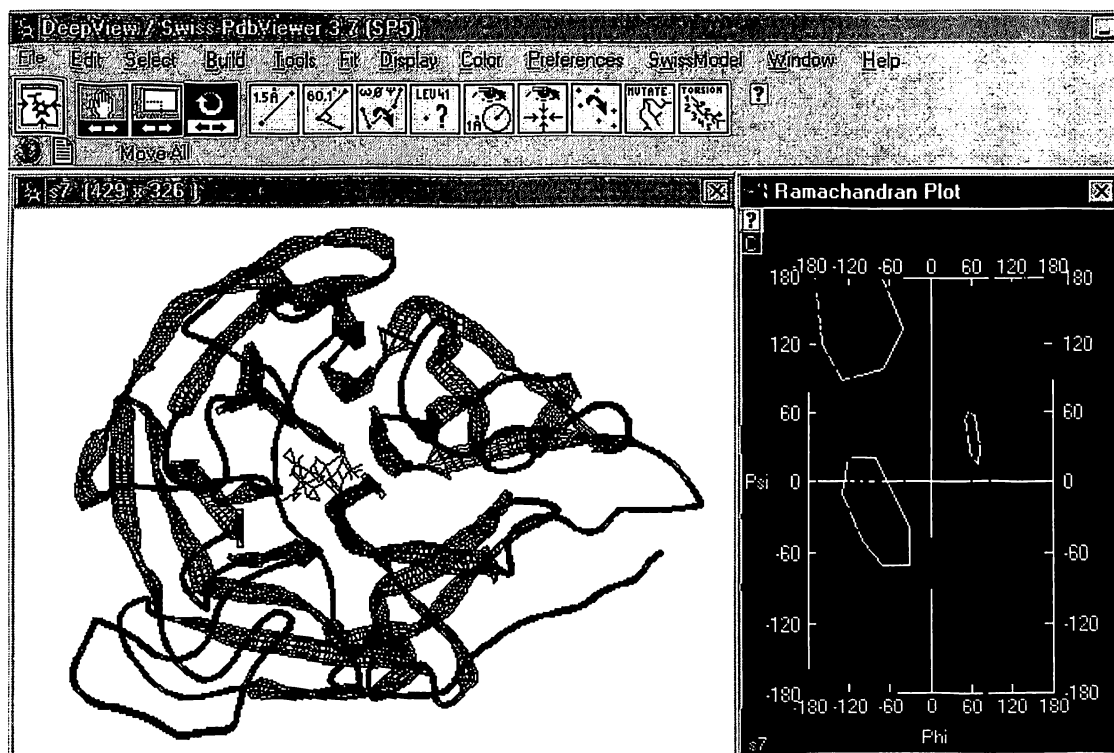 DeepView / Swiss-PdbViewer 3.7 (SP5)
File Edit Select Build Tools Fit Display Color Preferences SwissModel Window Help
1.5Å 60,1° ω Ø Ψ LEU41 ? 1Å MUTATE TORSION ?
Move All
s7 (429 x 326 )
Ramachandran Plot
?
-180 -120 -60 0 60 120 180
180 180
120 120
60 60
Psi 0 0
-60 -60
-120 -120
-180 -180
-180 -120 -60 0 60 120 180
Phi
s7